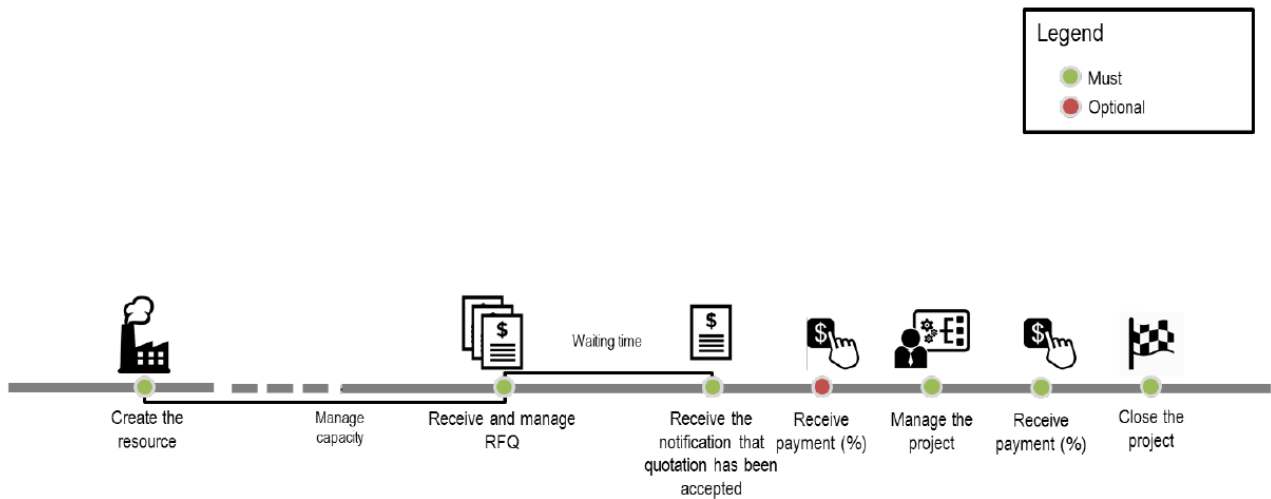 Legend
Must
Optional
$
$
$
$
Waiting time
Create the
resource
Manage
capacity
Receive and manage
RFQ
Receive the
notification that
quotation has been
accepted
Receive
payment (%)
Manage the
project
Receive
payment (%)
Close the
project